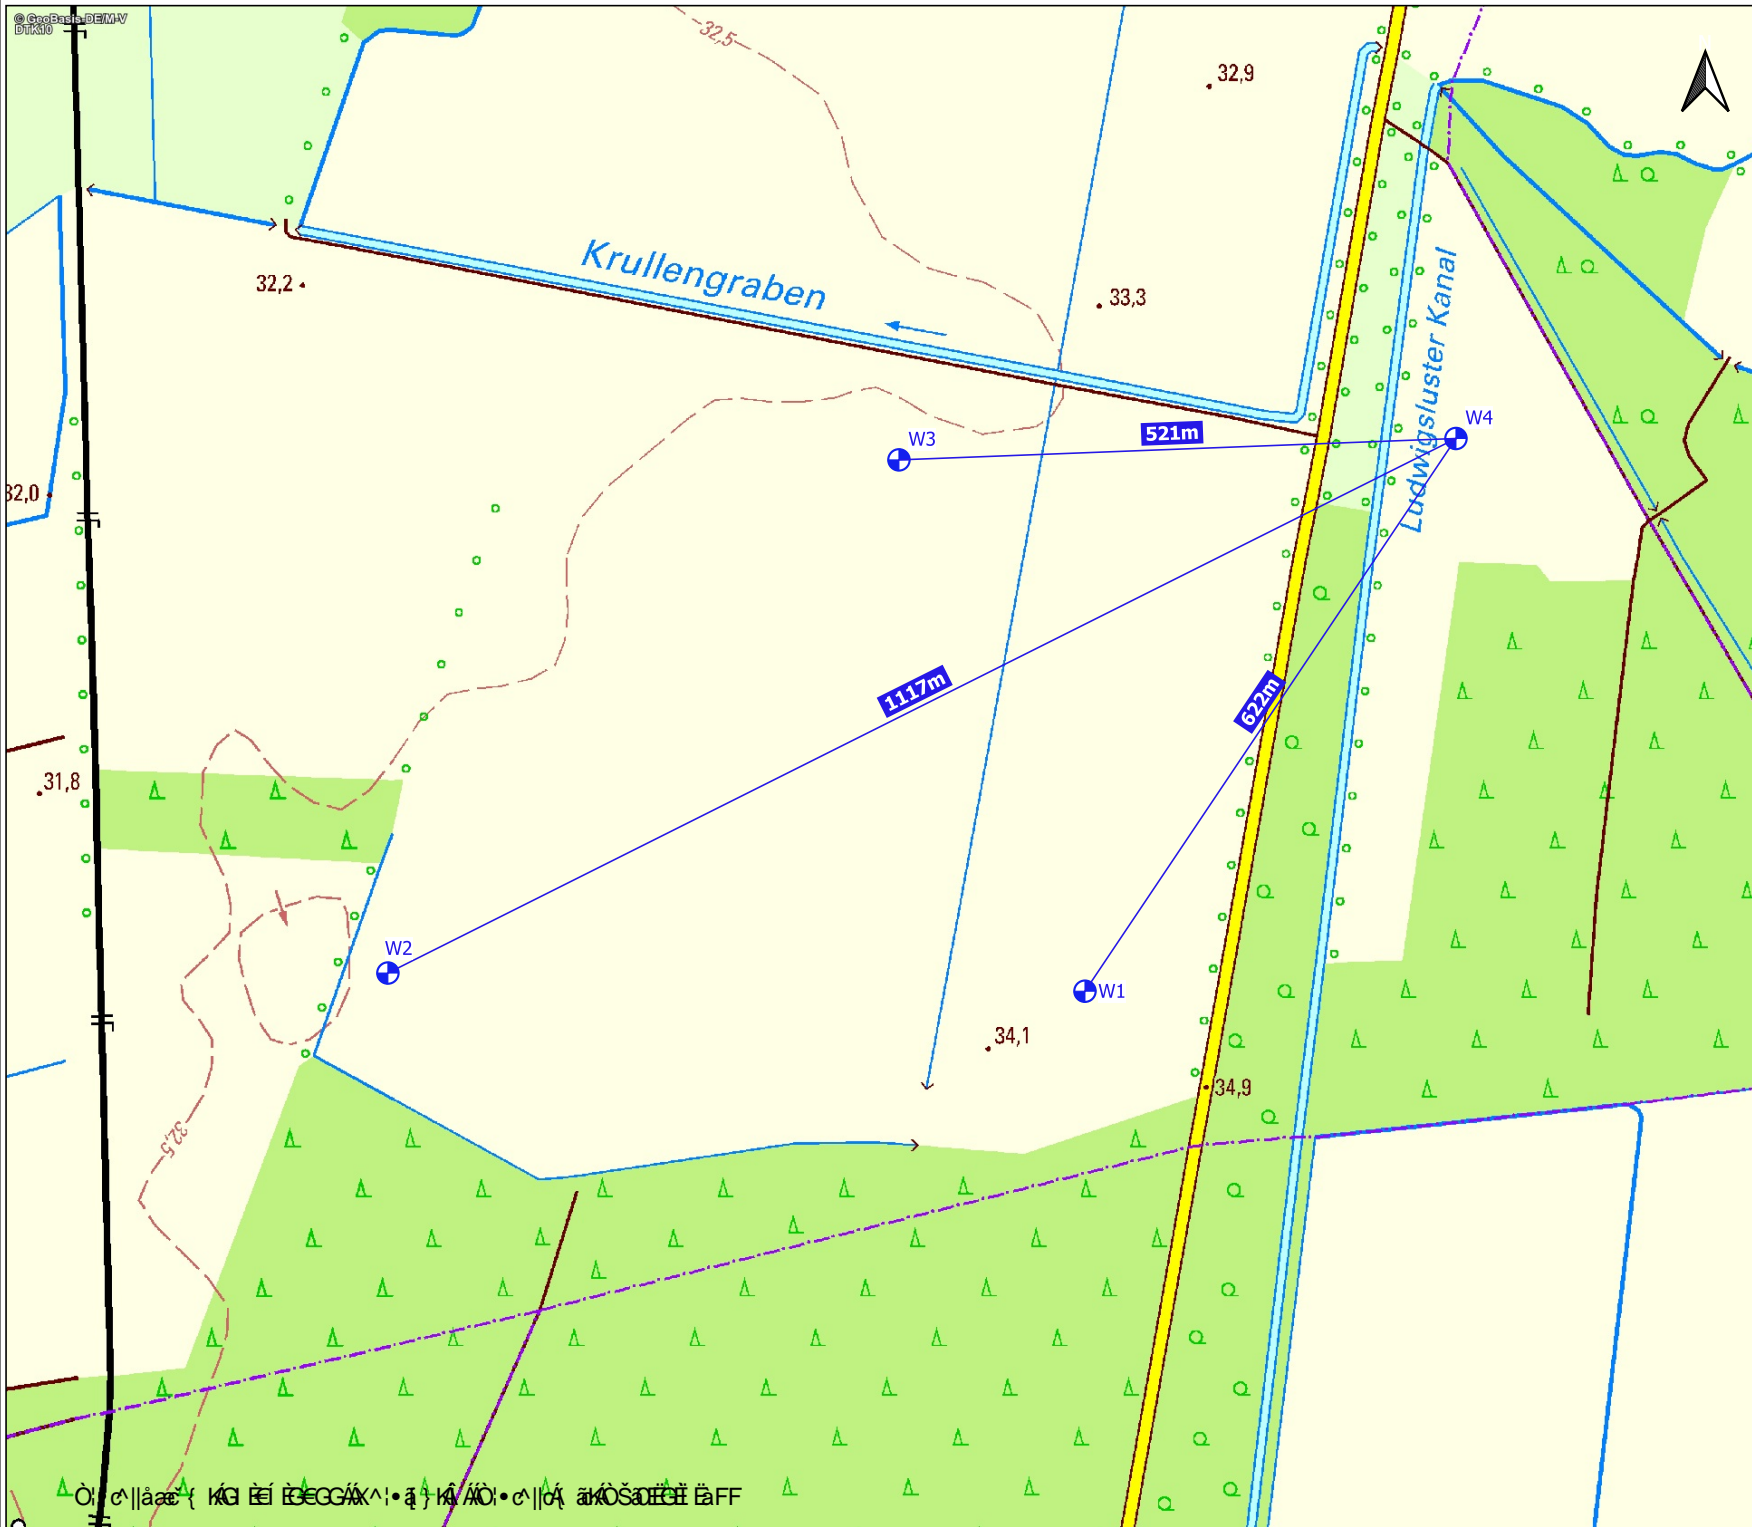 © GeoBasis-DE/M-V
DTK10
32,5
32,9
Krullengraben
32,2
33,3
Ludwigsluster Kanal
W4
521m
W3
32,0
1117m
622m
31,8
W2
W1
34,1
34,9
32,5